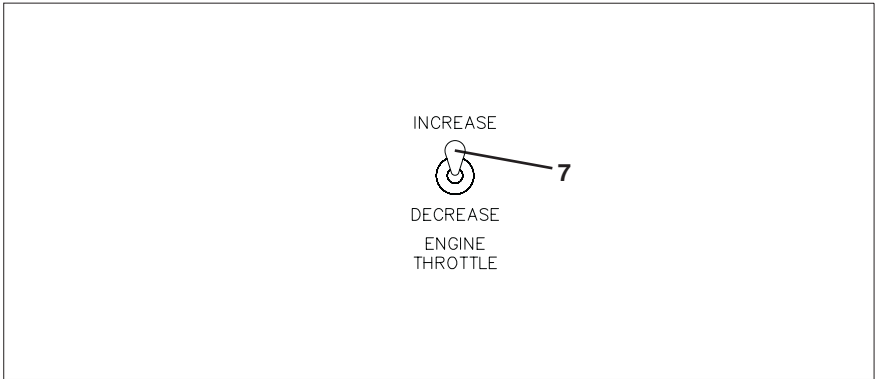 INCREASE
7
DECREASE
ENGINE
THROTTLE